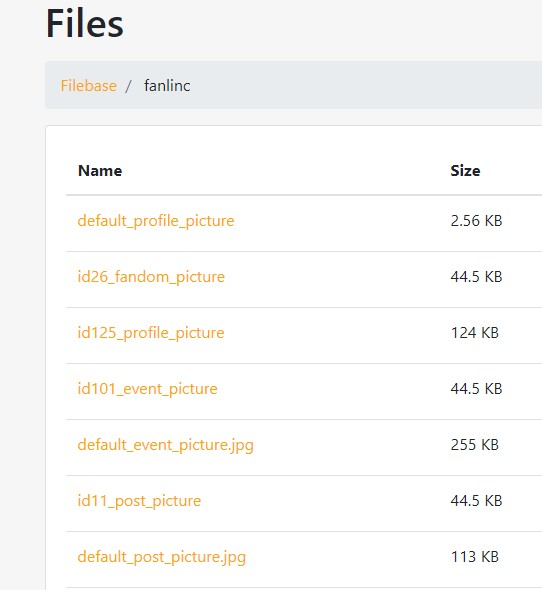 Files
Filebase / fanlinc
Name Size
default_profile_picture 2.56 KB
id26_fandom_picture 44.5 KB
id125_profile_picture 124 KB
id101_event_picture 44.5 KB
default_event_picture.jpg 255 KB
id11_post_picture 44.5 KB
default_post_picture.jpg 113 KB